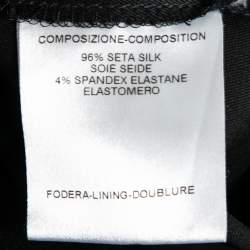 COMPOSIZIONE-COMPOSITION
96% SETA SILK
SOIE SEIDE
4% SPANDEX ELASTANE
ELASTOMERO
FODERA-LINING-DOUBLURE